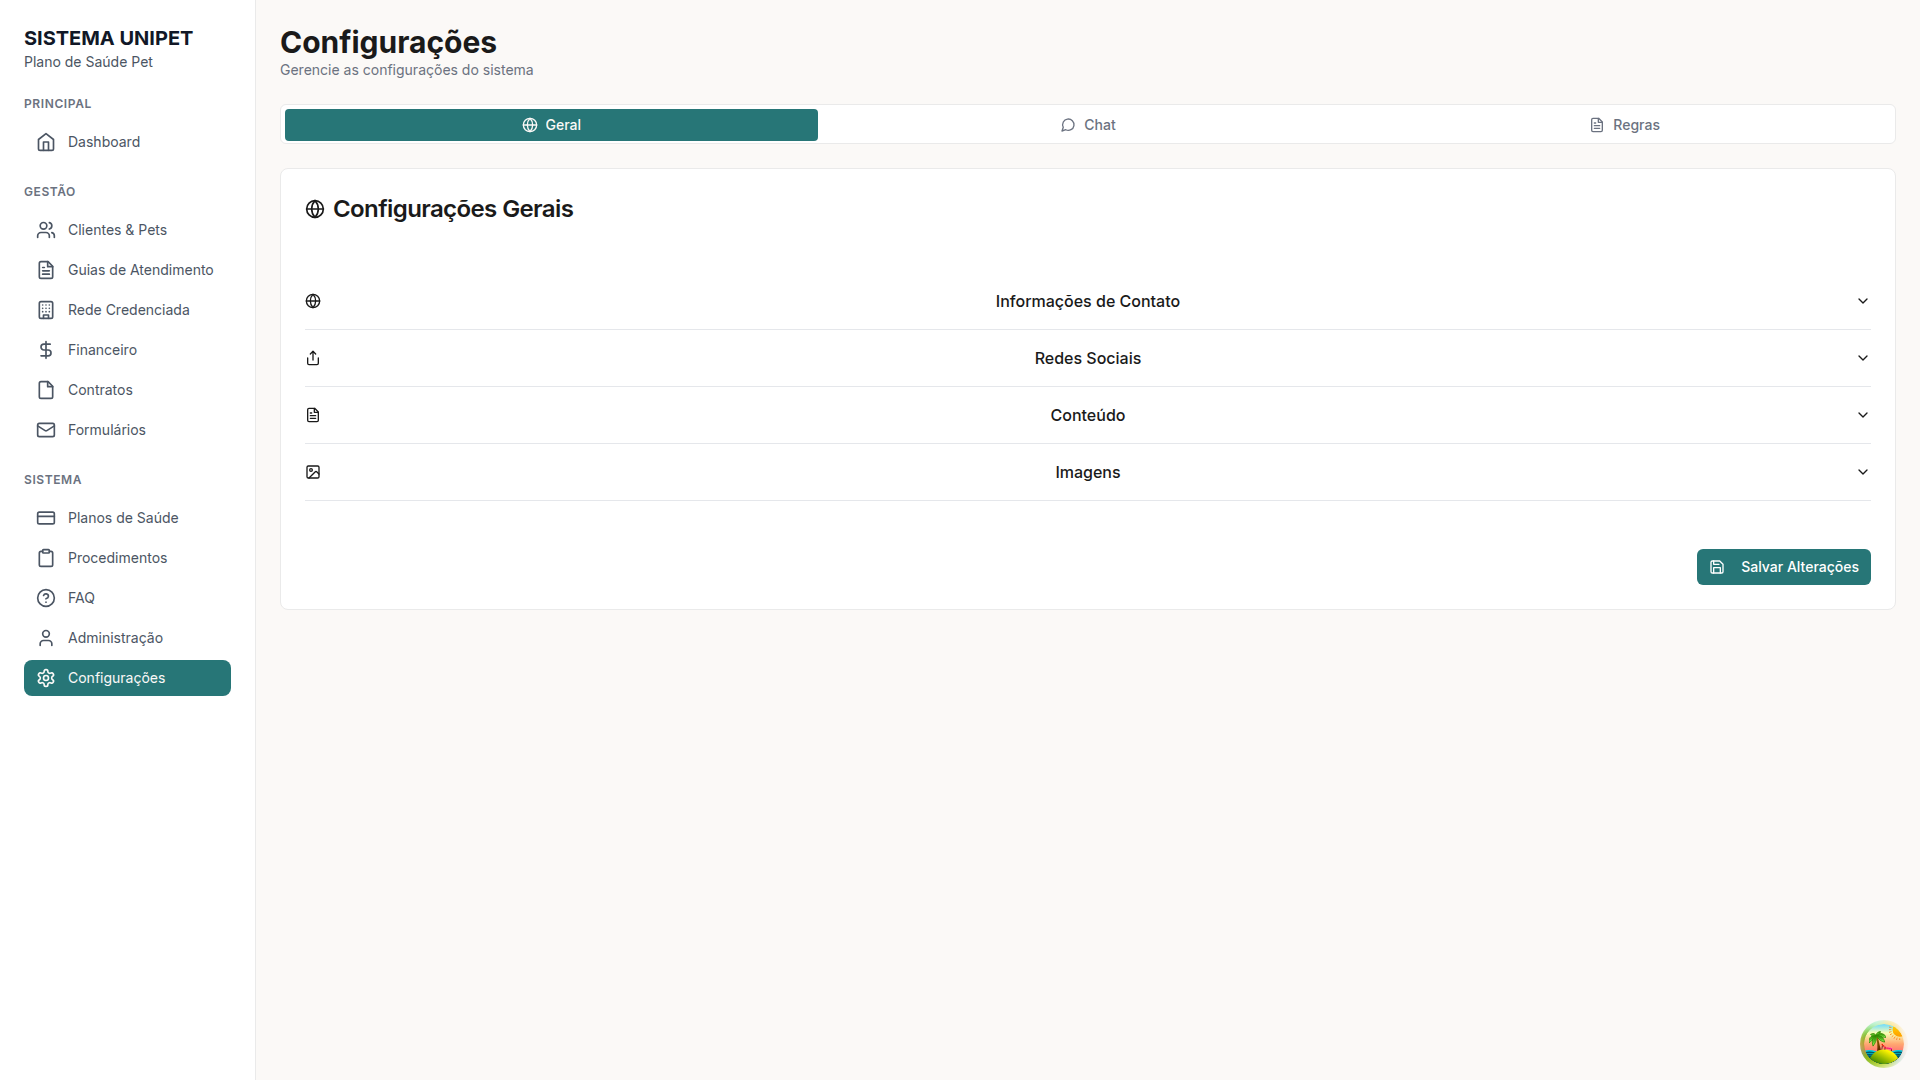 SISTEMA UNIPET
Plano de Saúde Pet
PRINCIPAL
Dashboard
GESTÃO
Clientes & Pets
Guias de Atendimento
Rede Credenciada
Financeiro
Contratos
Formulários
SISTEMA
Planos de Saúde
Procedimentos
FAQ
Administração
Configurações
Configurações
Gerencie as configurações do sistema
Geral
Chat
Regras
Configurações Gerais
Informações de Contato
Redes Sociais
Conteúdo
Imagens
Salvar Alterações